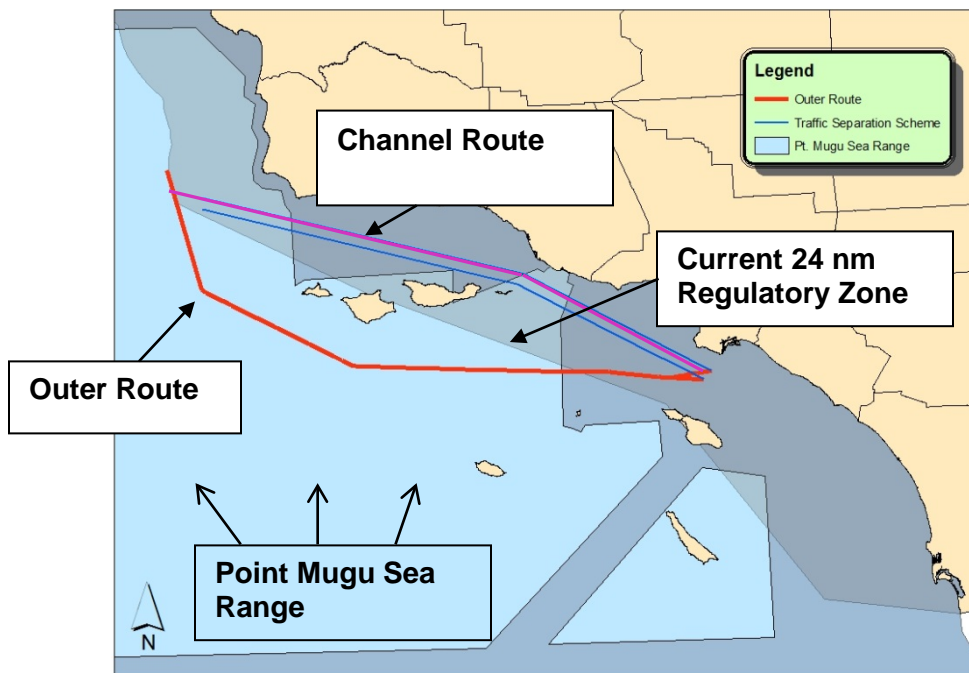 Legend
Outer Route
Traffic Separation Scheme
Pt. Mugu Sea Range
Channel Route
Current 24 nm
Regulatory Zone
Outer Route
Point Mugu Sea
Range
N